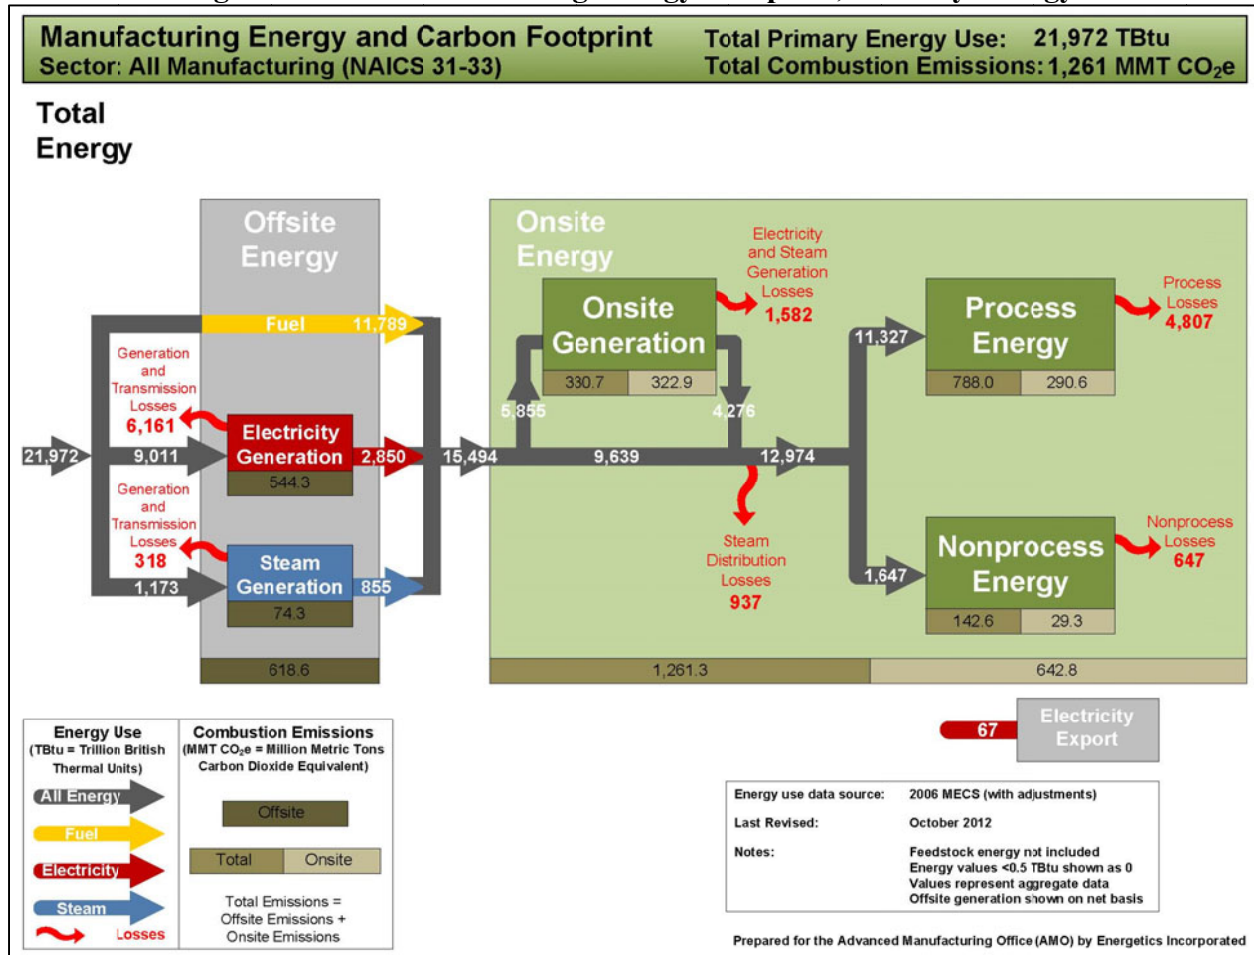 Manufacturing Energy and Carbon Footprint
Sector: All Manufacturing (NAICS 31-33)
Total Primary Energy Use: 21,972 TBtu
Total Combustion Emissions: 1,261 MMT CO₂e
Total
Energy
Offsite
Energy
Onsite
Energy
Fuel 11,789
Generation
and
Transmission
Losses
6,161
Electricity
Generation
544.3
21,972
9,011
2,850
15,494
Generation
and
Transmission
Losses
318
Steam
Generation
74.3
1,173
855
618.6
Electricity
and Steam
Generation
Losses
1,582
Onsite
Generation
330.7
322.9
5,855
4,276
9,639
12,974
Steam
Distribution
Losses
937
11,327
Process
Energy
788.0
290.6
Process
Losses
4,807
1,647
Nonprocess
Energy
142.6
29.3
Nonprocess
Losses
647
1,261.3
642.8
67
Electricity
Export
Energy Use
(TBtu = Trillion British
Thermal Units)
All Energy
Fuel
Electricity
Steam
Losses
Combustion Emissions
(MMT CO₂e = Million Metric Tons
Carbon Dioxide Equivalent)
Offsite
Total
Onsite
Total Emissions =
Offsite Emissions +
Onsite Emissions
Energy use data source: 2006 MECS (with adjustments)
Last Revised: October 2012
Notes: Feedstock energy not included
Energy values <0.5 TBtu shown as 0
Values represent aggregate data
Offsite generation shown on net basis
Prepared for the Advanced Manufacturing Office (AMO) by Energetics Incorporated